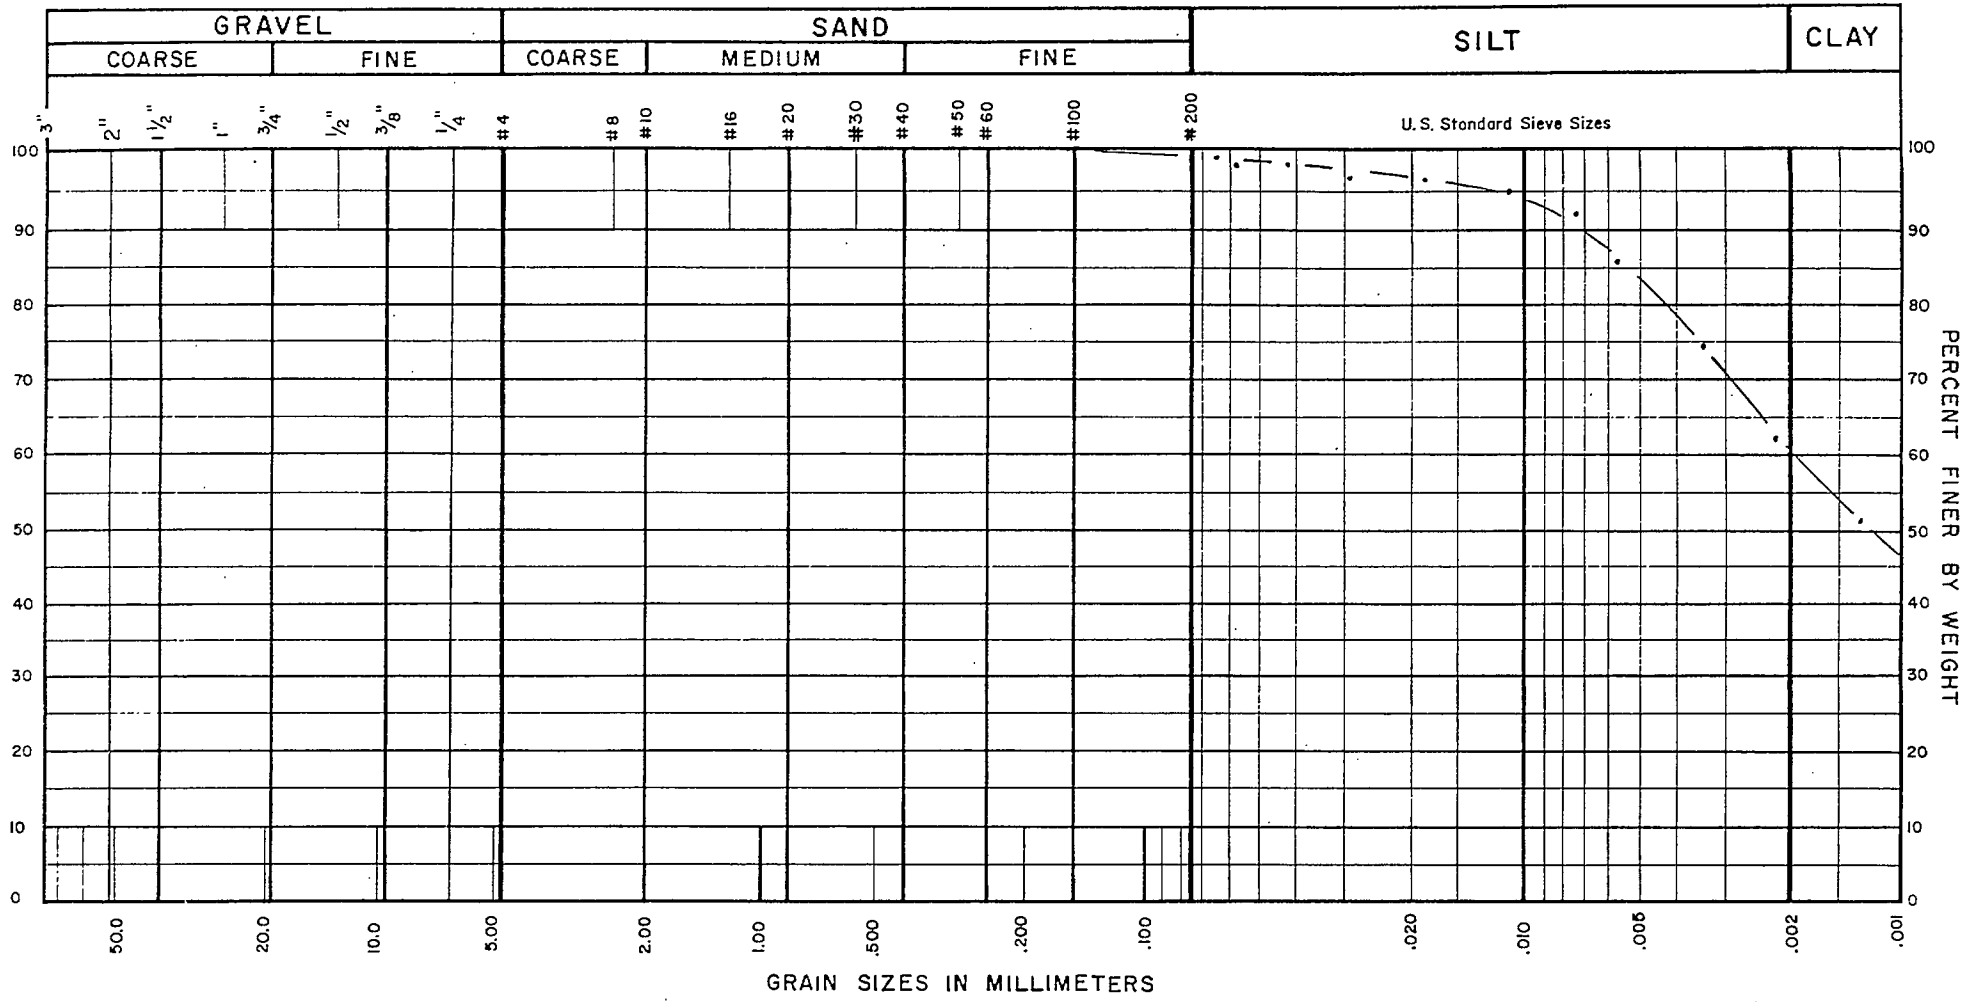 GRAVEL SAND SILT CLAY
COARSE FINE COARSE MEDIUM FINE
3" 2" 1½" 1" ¾" ½" ⅜" ¼" #4 #8 #10 #16 #20 #30 #40 #50 #60 #100 #200
U.S. Standard Sieve Sizes
100 100
90 90
80 80
70 70
60 60
50 50
40 40
30 30
20 20
10 10
0 0
PERCENT FINER BY WEIGHT
50.0 20.0 10.0 5.00 2.00 1.00 .500 .200 .100 .020 .010 .005 .002 .001
GRAIN SIZES IN MILLIMETERS